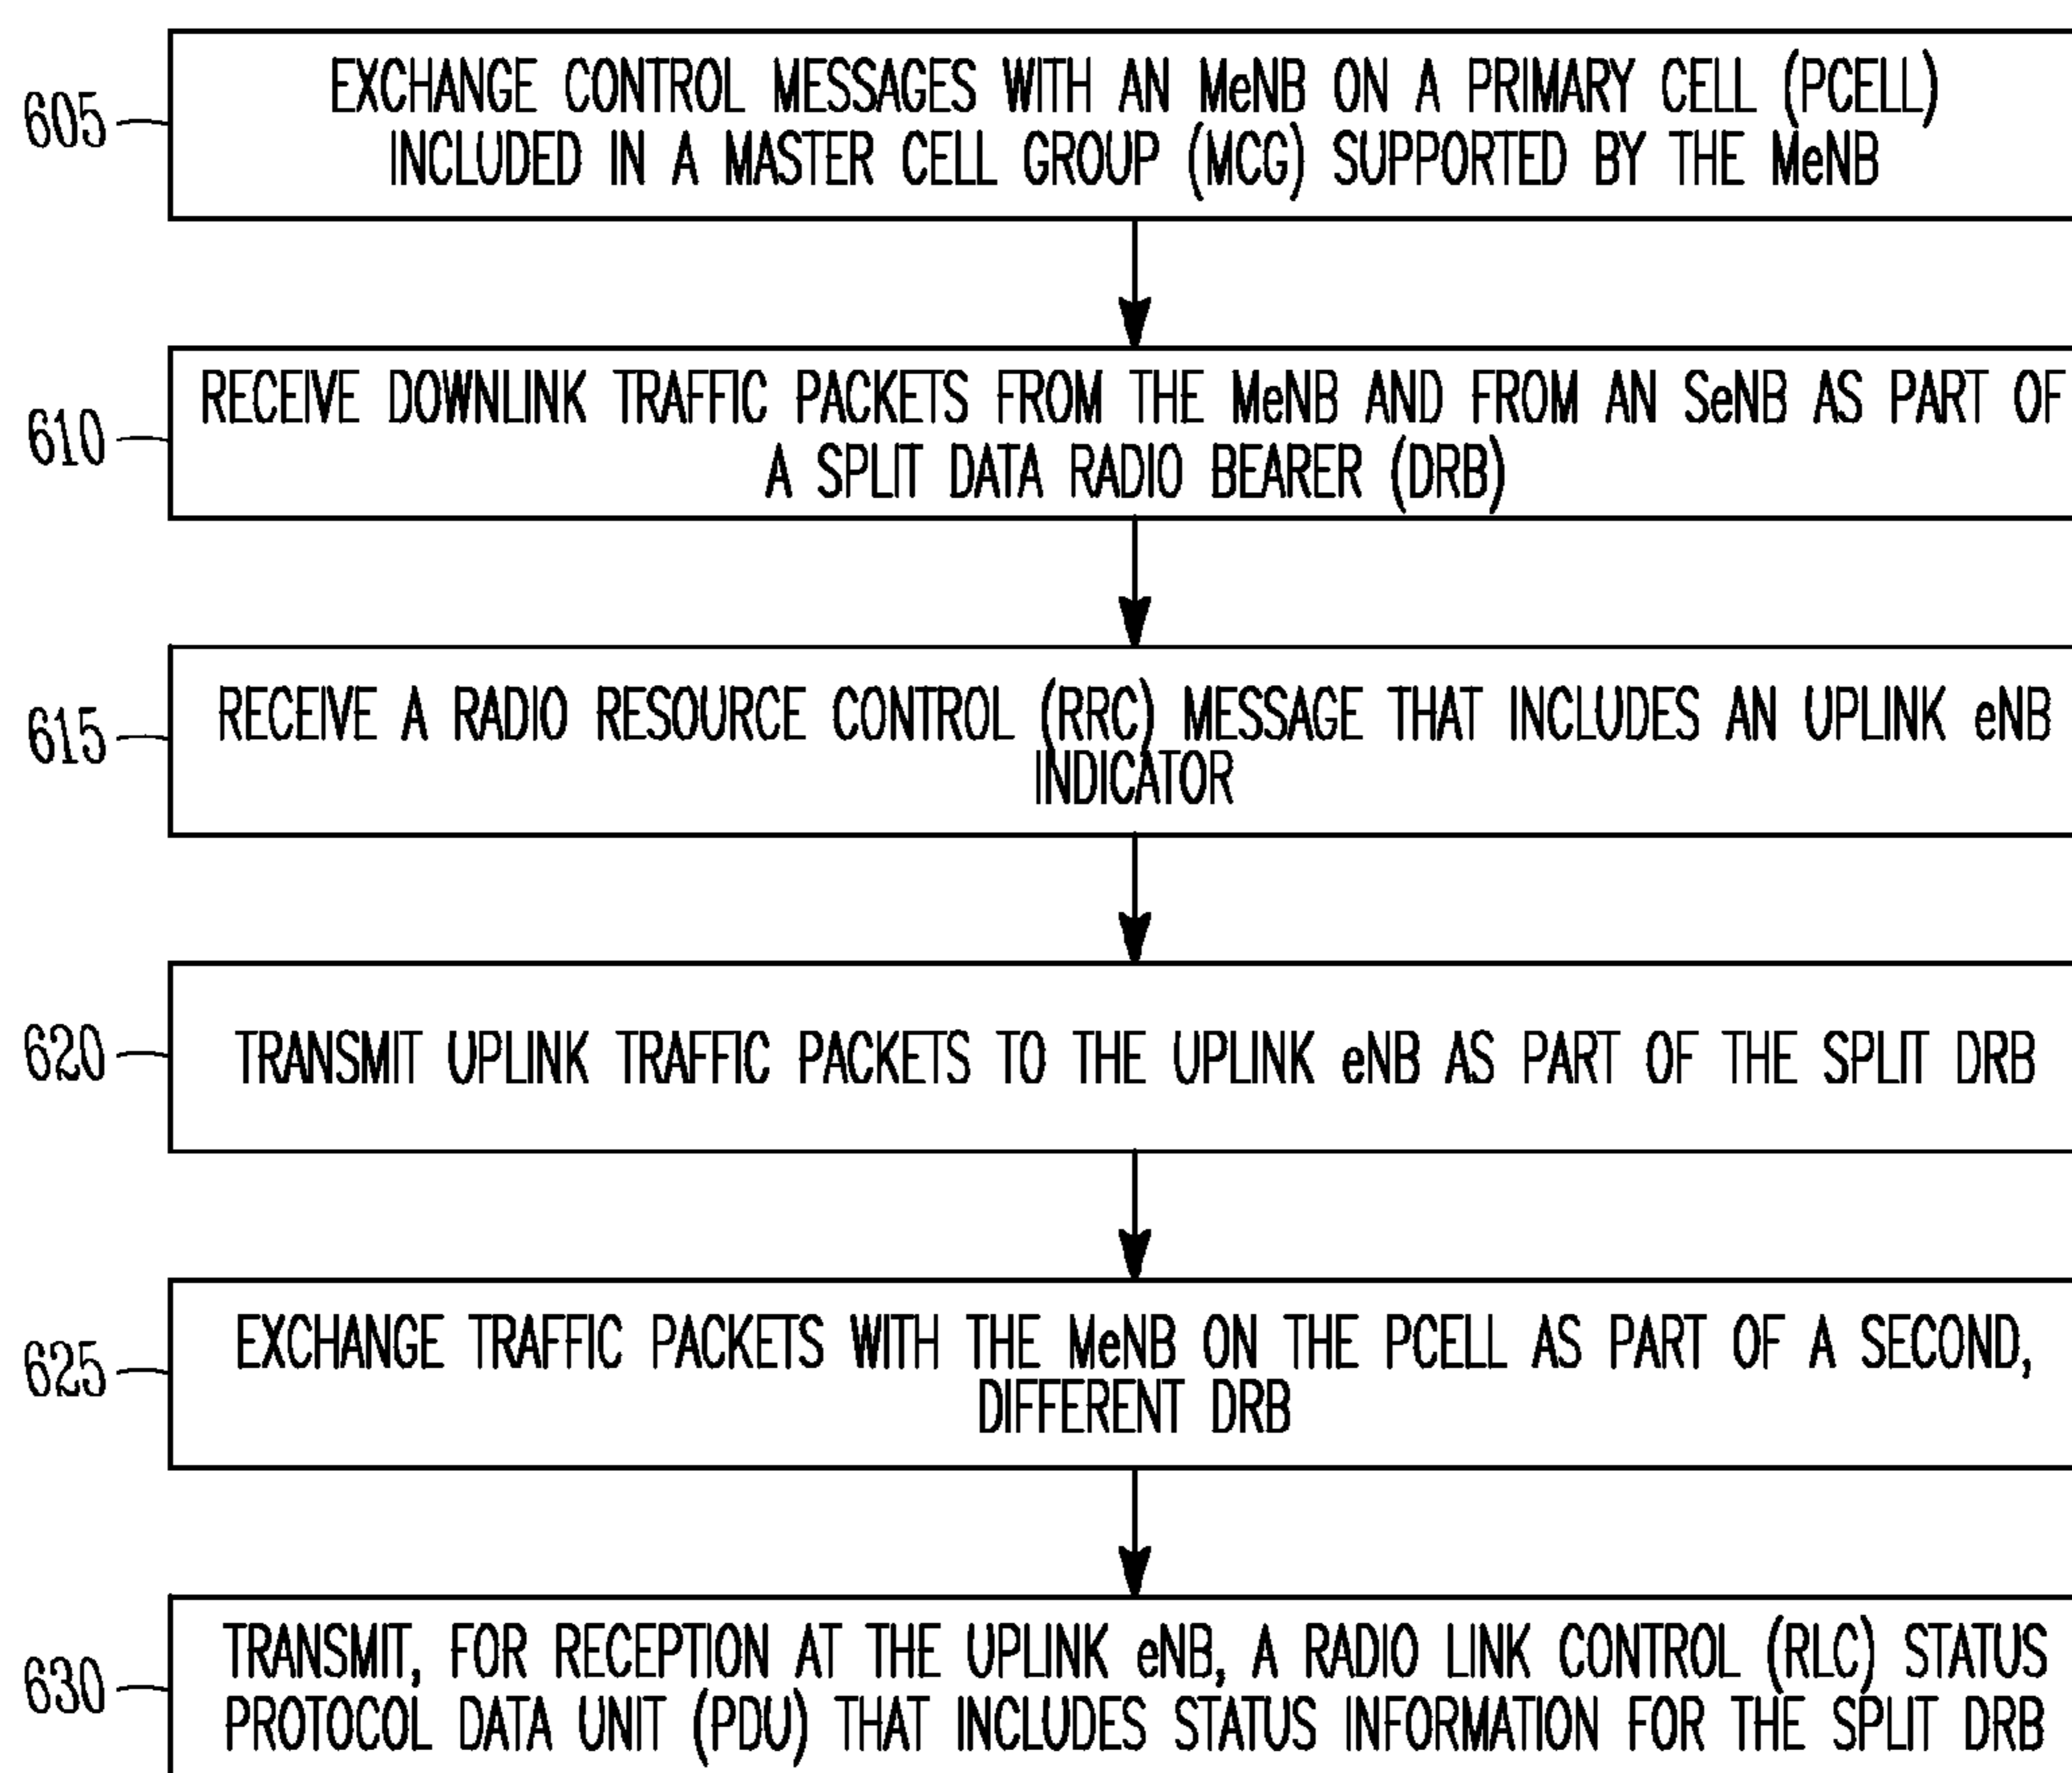 605
EXCHANGE CONTROL MESSAGES WITH AN MeNB ON A PRIMARY CELL (PCELL)
INCLUDED IN A MASTER CELL GROUP (MCG) SUPPORTED BY THE MeNB
610
RECEIVE DOWNLINK TRAFFIC PACKETS FROM THE MeNB AND FROM AN SeNB AS PART OF
A SPLIT DATA RADIO BEARER (DRB)
615
RECEIVE A RADIO RESOURCE CONTROL (RRC) MESSAGE THAT INCLUDES AN UPLINK eNB
INDICATOR
620
TRANSMIT UPLINK TRAFFIC PACKETS TO THE UPLINK eNB AS PART OF THE SPLIT DRB
625
EXCHANGE TRAFFIC PACKETS WITH THE MeNB ON THE PCELL AS PART OF A SECOND,
DIFFERENT DRB
630
TRANSMIT, FOR RECEPTION AT THE UPLINK eNB, A RADIO LINK CONTROL (RLC) STATUS
PROTOCOL DATA UNIT (PDU) THAT INCLUDES STATUS INFORMATION FOR THE SPLIT DRB